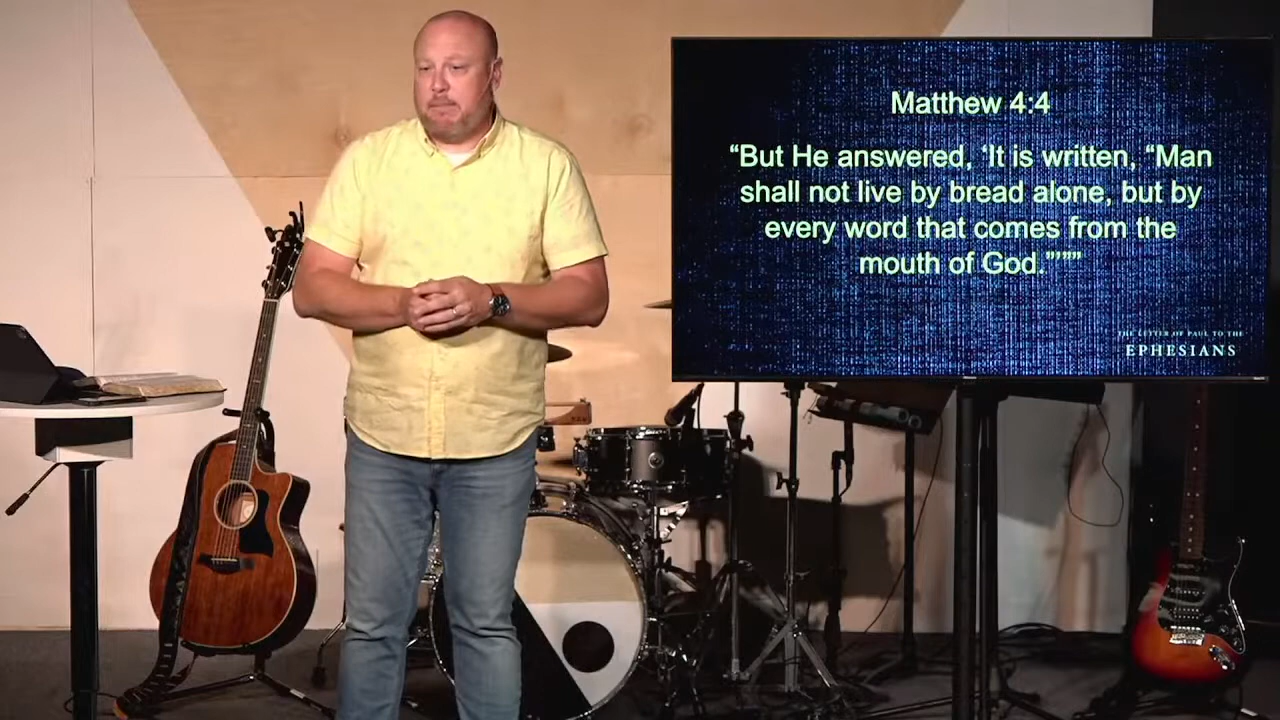 Matthew 4:4
“But He answered, ‘It is written, “Man
shall not live by bread alone, but by
every word that comes from the
mouth of God.”’””
THE LETTER OF PAUL TO THE
EPHESIANS